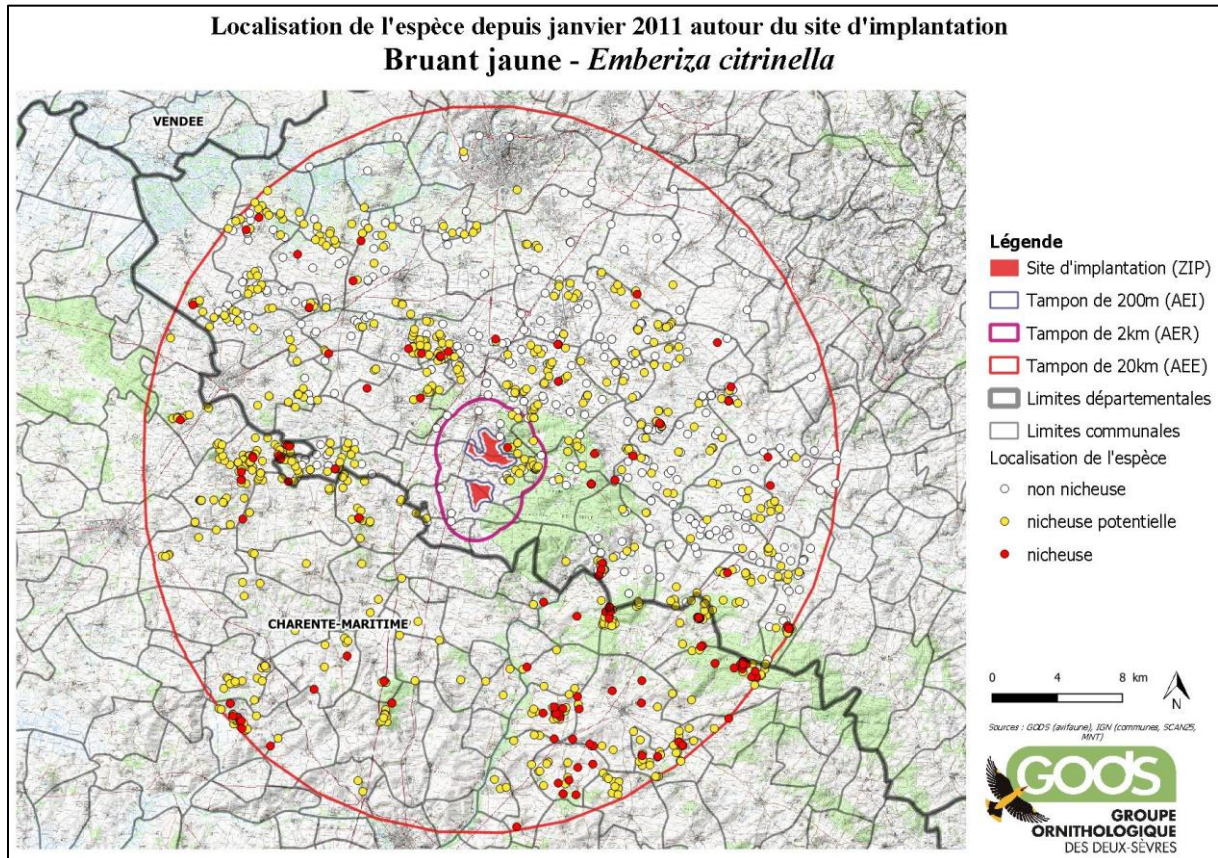 Localisation de l'espèce depuis janvier 2011 autour du site d'implantation
Bruant jaune - Emberiza citrinella
VENDEE
CHARENTE-MARITIME
Légende
Site d'implantation (ZIP)
Tampon de 200m (AEI)
Tampon de 2km (AER)
Tampon de 20km (AEE)
Limites départementales
Limites communales
Localisation de l'espèce
non nicheuse
nicheuse potentielle
nicheuse
0 4 8 km
N
Sources : GODS (avifaune), IGN (communes, SCAN25,
MNT)
GODS
GROUPE
ORNITHOLOGIQUE
DES DEUX-SÈVRES